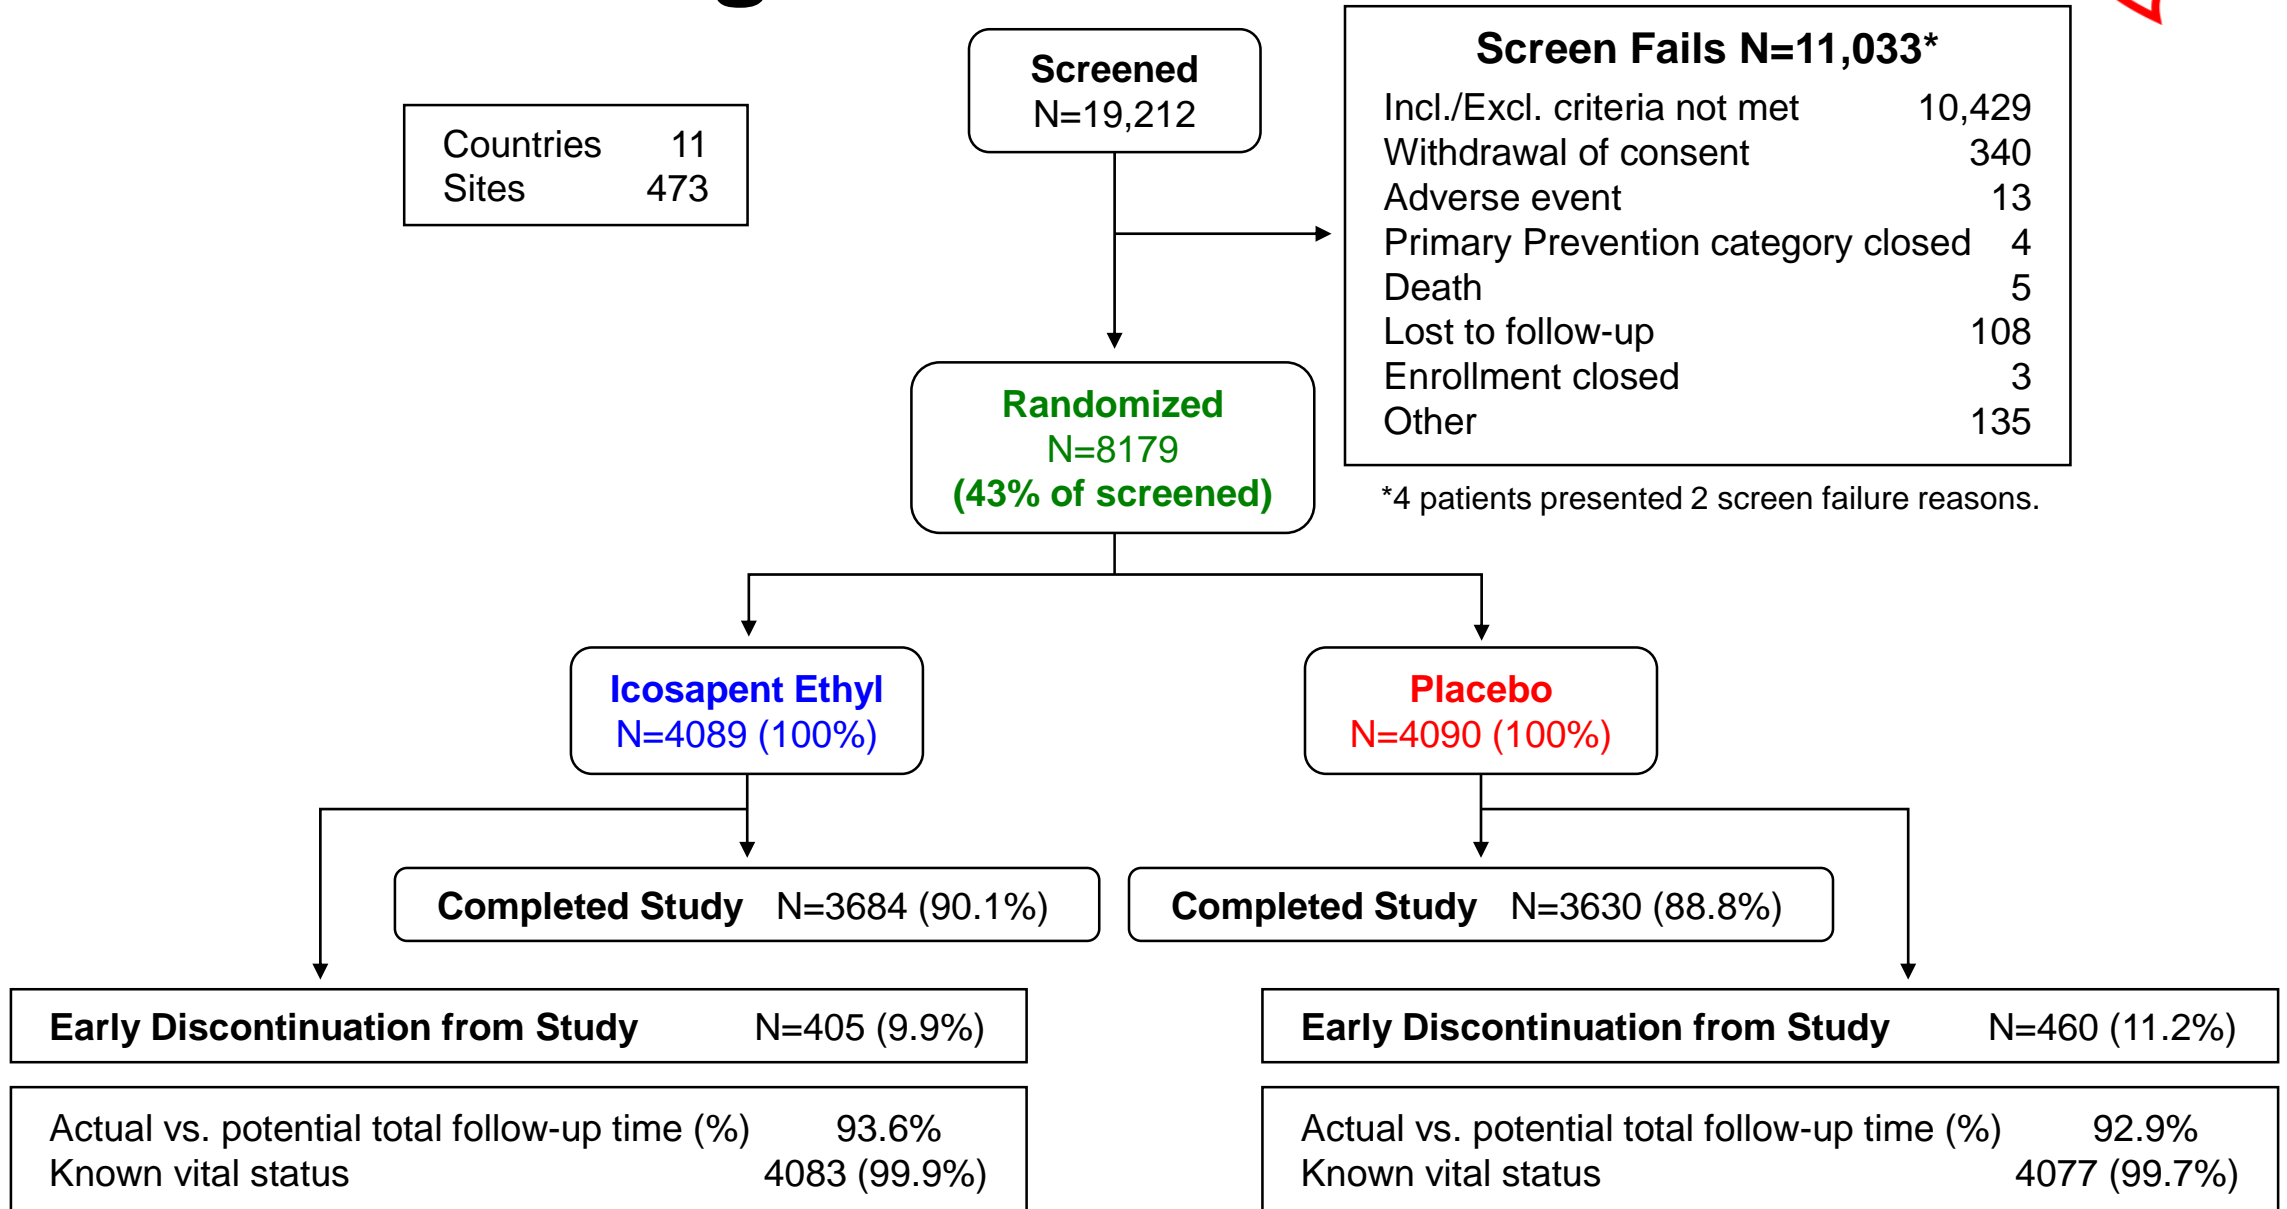 Screened
N=19,212
Countries 11
Sites 473
Screen Fails N=11,033*
Incl./Excl. criteria not met 10,429
Withdrawal of consent 340
Adverse event 13
Primary Prevention category closed 4
Death 5
Lost to follow-up 108
Enrollment closed 3
Other 135
*4 patients presented 2 screen failure reasons.
Randomized
N=8179
(43% of screened)
Icosapent Ethyl
N=4089 (100%)
Placebo
N=4090 (100%)
Completed Study N=3684 (90.1%)
Completed Study N=3630 (88.8%)
Early Discontinuation from Study N=405 (9.9%)
Early Discontinuation from Study N=460 (11.2%)
Actual vs. potential total follow-up time (%) 93.6%
Known vital status 4083 (99.9%)
Actual vs. potential total follow-up time (%) 92.9%
Known vital status 4077 (99.7%)